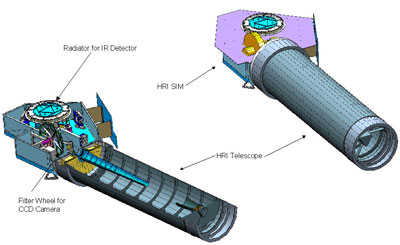 Radiator for IR Detector
HRI SIM
HRI Telescope
Filter Wheel for
CCD Camera